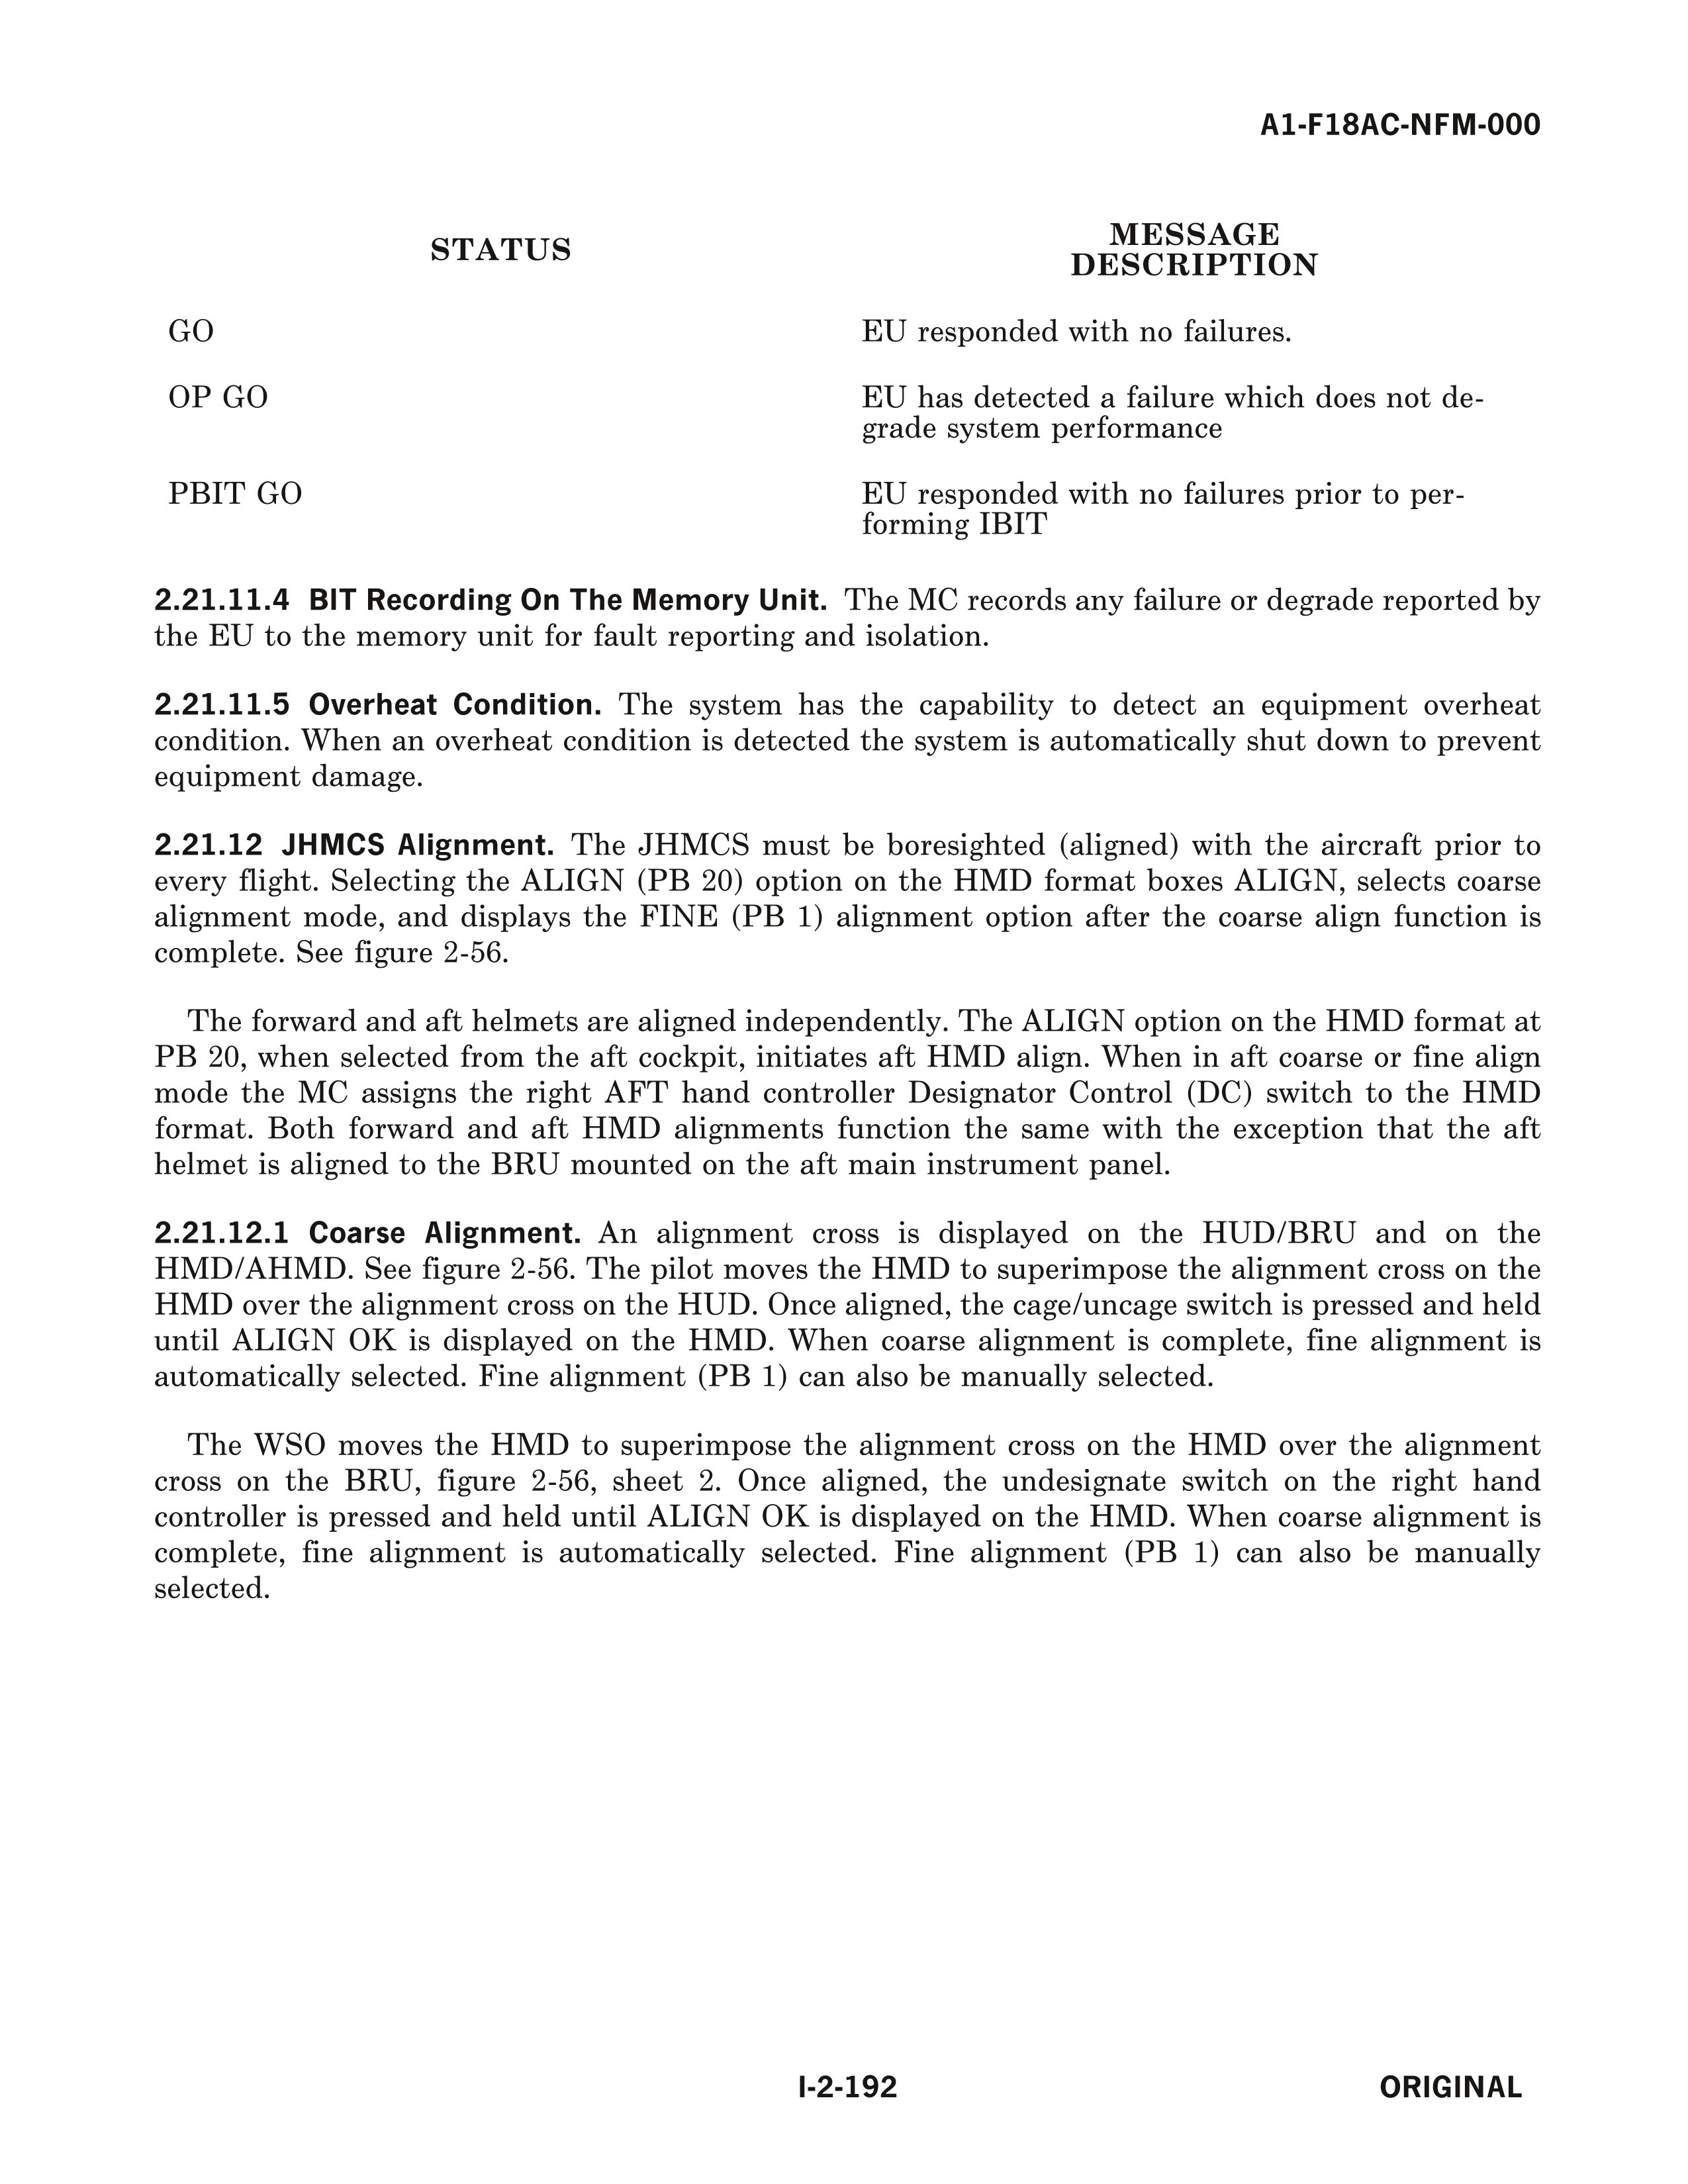 A1-F18AC-NFM-000
STATUS
MESSAGE
DESCRIPTION
GO
EU responded with no failures.
OP GO
EU has detected a failure which does not de-
grade system performance
PBIT GO
EU responded with no failures prior to per-
forming IBIT
2.21.11.4 BIT Recording On The Memory Unit. The MC records any failure or degrade reported by
the EU to the memory unit for fault reporting and isolation.
2.21.11.5 Overheat Condition. The system has the capability to detect an equipment overheat
condition. When an overheat condition is detected the system is automatically shut down to prevent
equipment damage.
2.21.12 JHMCS Alignment. The JHMCS must be boresighted (aligned) with the aircraft prior to
every flight. Selecting the ALIGN (PB 20) option on the HMD format boxes ALIGN, selects coarse
alignment mode, and displays the FINE (PB 1) alignment option after the coarse align function is
complete. See figure 2-56.
The forward and aft helmets are aligned independently. The ALIGN option on the HMD format at
PB 20, when selected from the aft cockpit, initiates aft HMD align. When in aft coarse or fine align
mode the MC assigns the right AFT hand controller Designator Control (DC) switch to the HMD
format. Both forward and aft HMD alignments function the same with the exception that the aft
helmet is aligned to the BRU mounted on the aft main instrument panel.
2.21.12.1 Coarse Alignment. An alignment cross is displayed on the HUD/BRU and on the
HMD/AHMD. See figure 2-56. The pilot moves the HMD to superimpose the alignment cross on the
HMD over the alignment cross on the HUD. Once aligned, the cage/uncage switch is pressed and held
until ALIGN OK is displayed on the HMD. When coarse alignment is complete, fine alignment is
automatically selected. Fine alignment (PB 1) can also be manually selected.
The WSO moves the HMD to superimpose the alignment cross on the HMD over the alignment
cross on the BRU, figure 2-56, sheet 2. Once aligned, the undesignate switch on the right hand
controller is pressed and held until ALIGN OK is displayed on the HMD. When coarse alignment is
complete, fine alignment is automatically selected. Fine alignment (PB 1) can also be manually
selected.
I-2-192
ORIGINAL